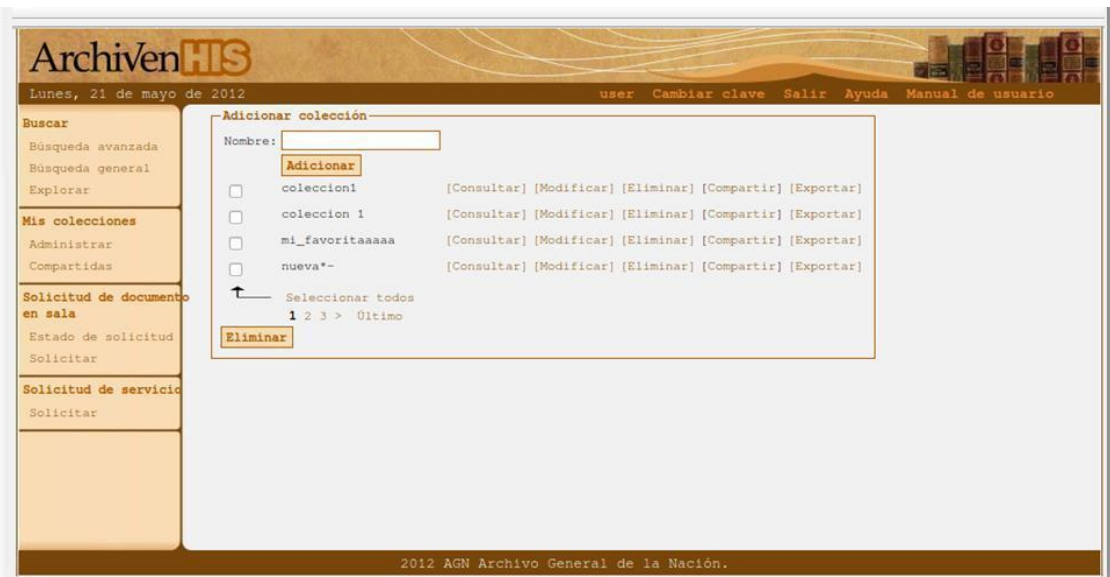 ArchiVenHIS
Lunes, 21 de mayo de 2012
user Cambiar clave Salir Ayuda Manual de usuario
Buscar
Búsqueda avanzada
Búsqueda general
Explorar
Mis colecciones
Administrar
Compartidas
Solicitud de documento
en sala
Estado de solicitud
Solicitar
Solicitud de servicio
Solicitar
Adicionar colección
Nombre:
Adicionar
coleccion1 [Consultar] [Modificar] [Eliminar] [Compartir] [Exportar]
coleccion 1 [Consultar] [Modificar] [Eliminar] [Compartir] [Exportar]
mi_favoritaaaaa [Consultar] [Modificar] [Eliminar] [Compartir] [Exportar]
nueva*- [Consultar] [Modificar] [Eliminar] [Compartir] [Exportar]
Seleccionar todos
1 2 3 > Último
Eliminar
2012 AGN Archivo General de la Nación.